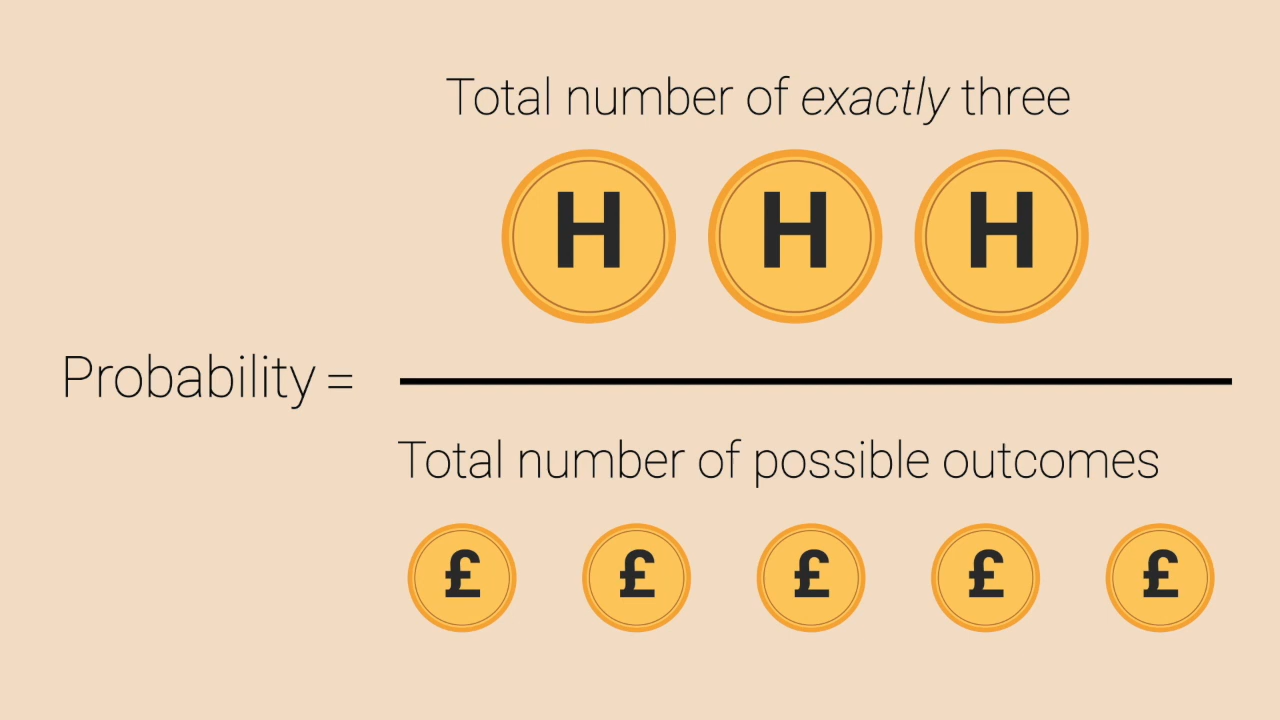 Total number of exactly three
H H H
Probability =
Total number of possible outcomes
£ £ £ £ £